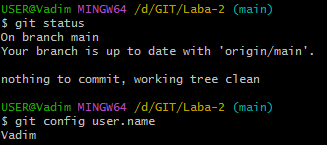 USER@Vadim MINGW64 /d/GIT/Laba-2 (main)
$ git status
On branch main
Your branch is up to date with 'origin/main'.
nothing to commit, working tree clean
USER@Vadim MINGW64 /d/GIT/Laba-2 (main)
$ git config user.name
Vadim